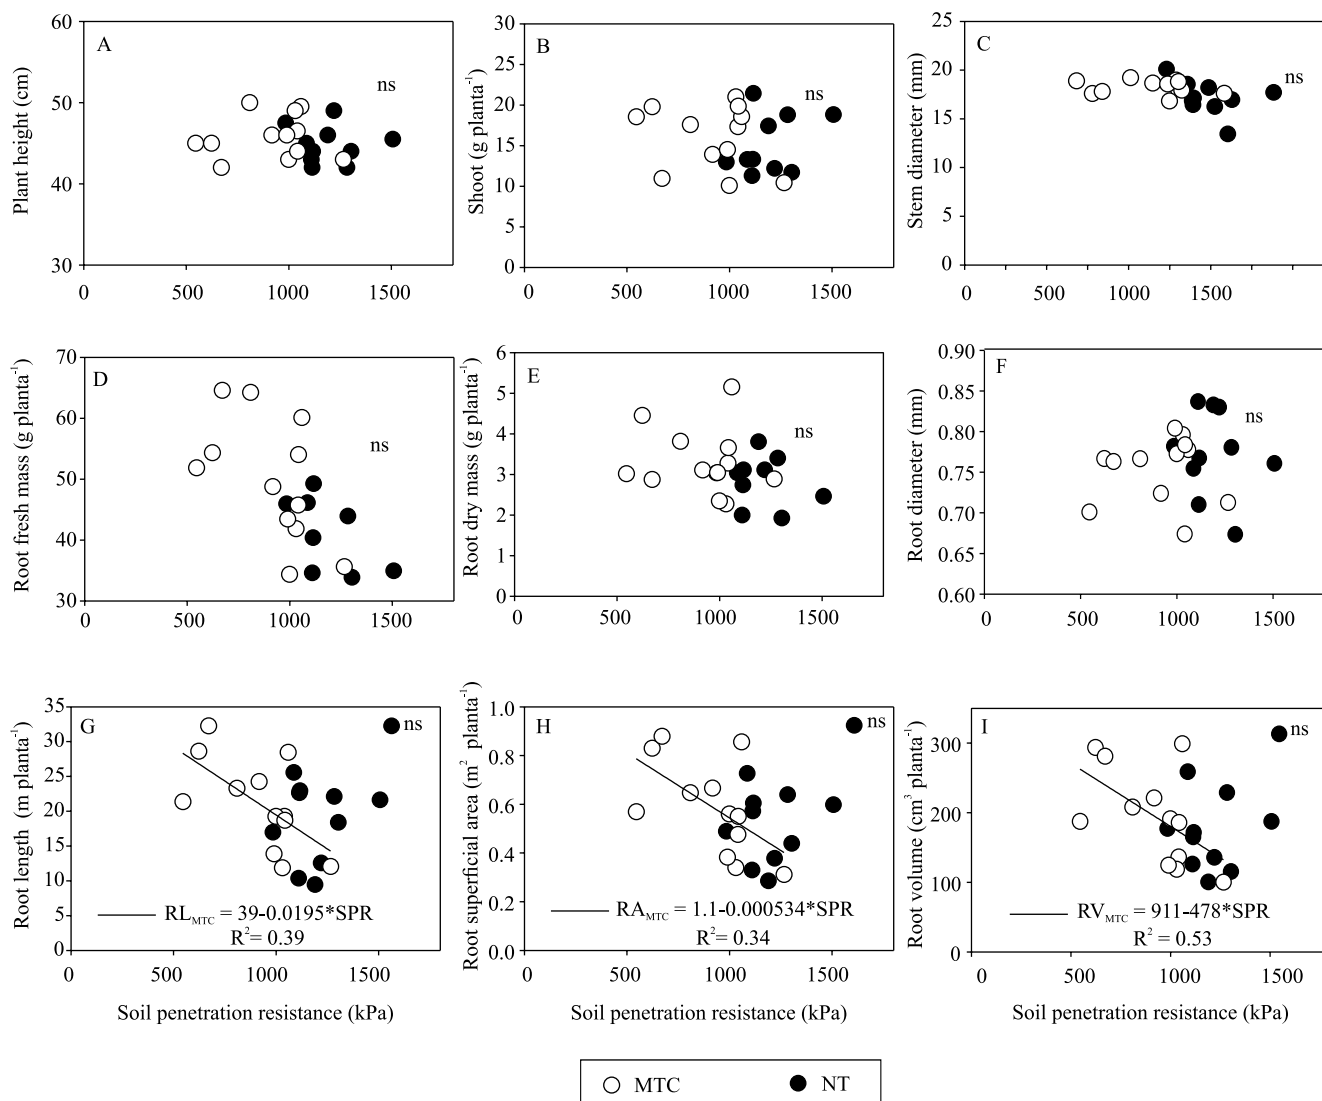 A
Plant height (cm)
60
50
40
30
0 500 1000 1500
ns
B
Shoot (g planta⁻¹)
30
25
20
15
10
5
0
0 500 1000 1500
ns
C
Stem diameter (mm)
25
20
15
10
5
0
0 500 1000 1500
ns
D
Root fresh mass (g planta⁻¹)
70
60
50
40
30
0 500 1000 1500
ns
E
Root dry mass (g planta⁻¹)
6
5
4
3
2
1
0
0 500 1000 1500
ns
F
Root diameter (mm)
0.90
0.85
0.80
0.75
0.70
0.65
0.60
0 500 1000 1500
ns
G
Root length (m planta⁻¹)
35
30
25
20
15
10
5
0
0 500 1000 1500
ns
RL_MTC = 39-0.0195*SPR
R²= 0.39
Soil penetration resistance (kPa)
H
Root superficial area (m² planta⁻¹)
1.0
0.8
0.6
0.4
0.2
0.0
0 500 1000 1500
ns
RA_MTC = 1.1-0.000534*SPR
R²= 0.34
Soil penetration resistance (kPa)
I
Root volume (cm³ planta⁻¹)
300
200
100
0
0 500 1000 1500
ns
RV_MTC = 911-478*SPR
R² = 0.53
Soil penetration resistance (kPa)
MTC NT